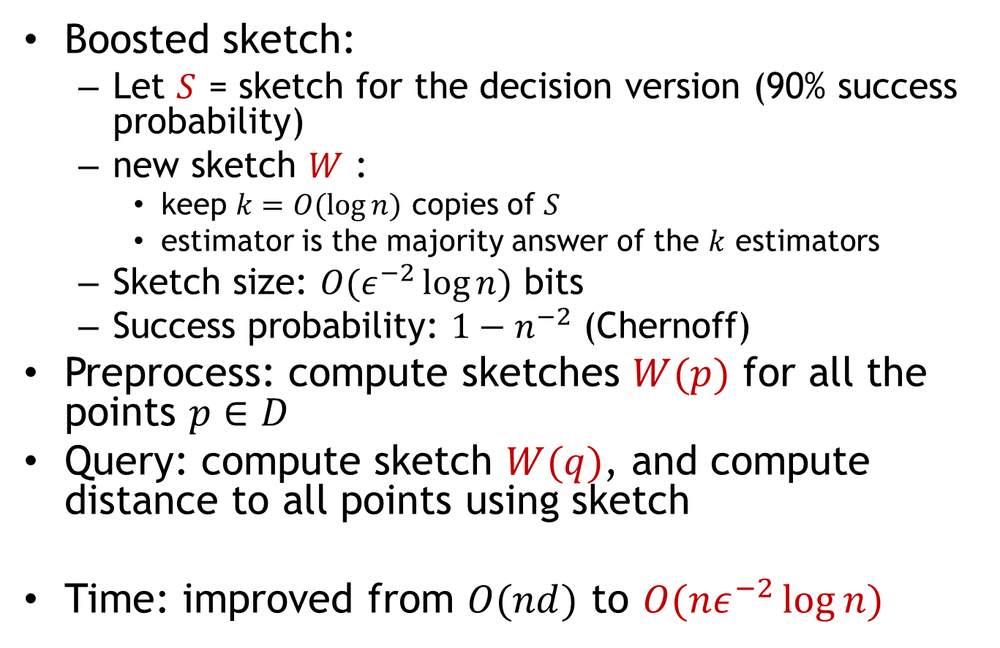 • Boosted sketch:
– Let S = sketch for the decision version (90% success
probability)
– new sketch W :
• keep k = O(log n) copies of S
• estimator is the majority answer of the k estimators
– Sketch size: O(ϵ⁻² log n) bits
– Success probability: 1 − n⁻² (Chernoff)
• Preprocess: compute sketches W(p) for all the
points p ∈ D
• Query: compute sketch W(q), and compute
distance to all points using sketch
• Time: improved from O(nd) to O(nϵ⁻² log n)